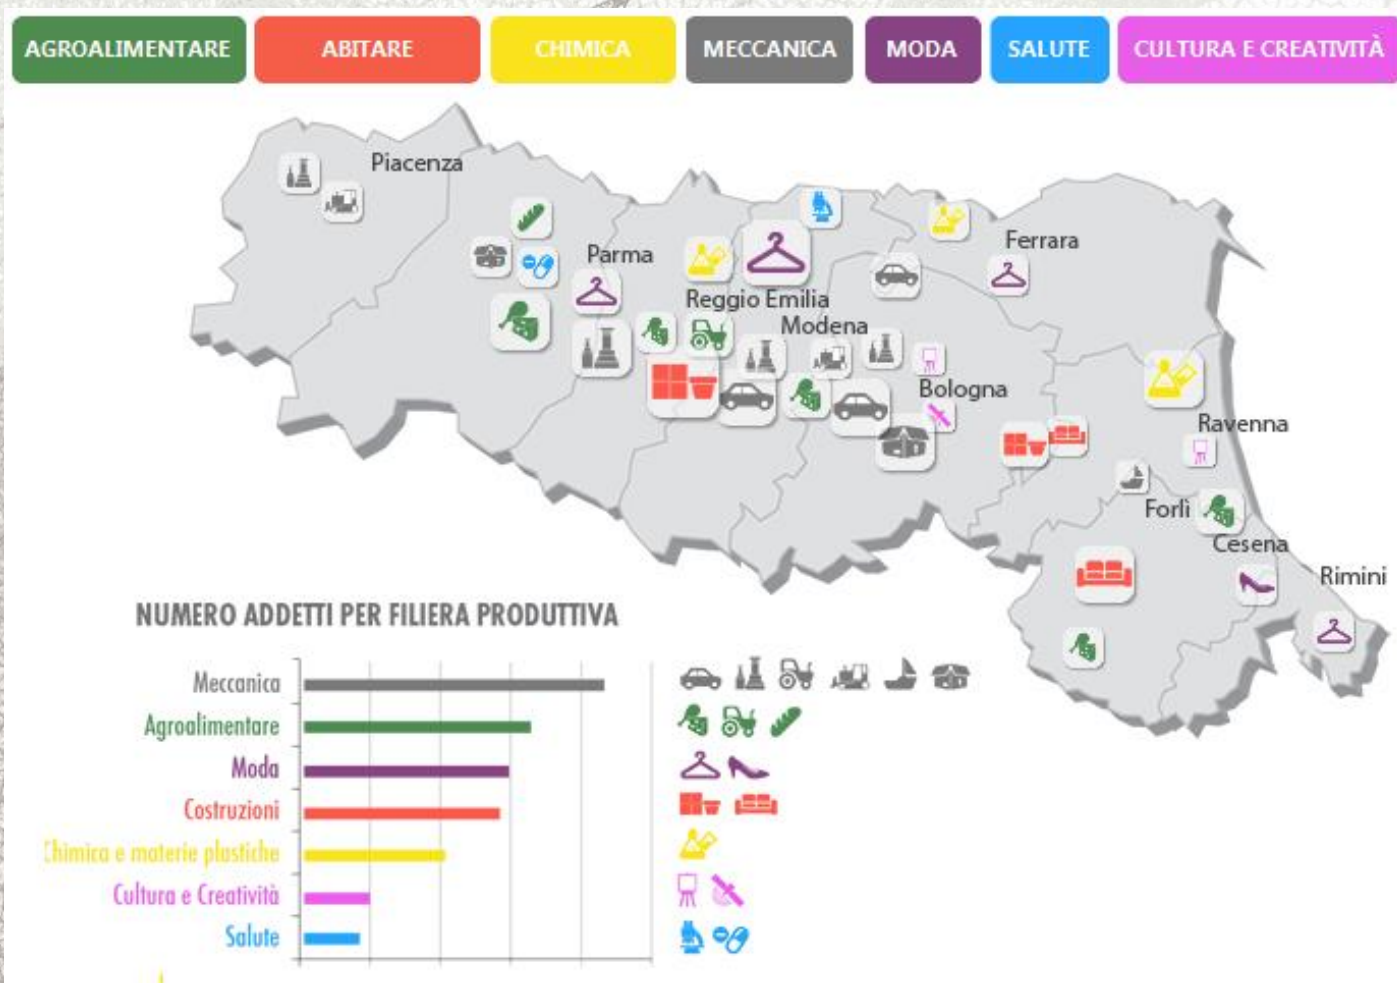 AGROALIMENTARE ABITARE CHIMICA MECCANICA MODA SALUTE CULTURA E CREATIVITÀ
Piacenza
Parma
Ferrara
Reggio Emilia
Modena
Bologna
Ravenna
Forlì
Cesena
Rimini
NUMERO ADDETTI PER FILIERA PRODUTTIVA
Meccanica
Agroalimentare
Moda
Costruzioni
Chimica e materie plastiche
Cultura e Creatività
Salute